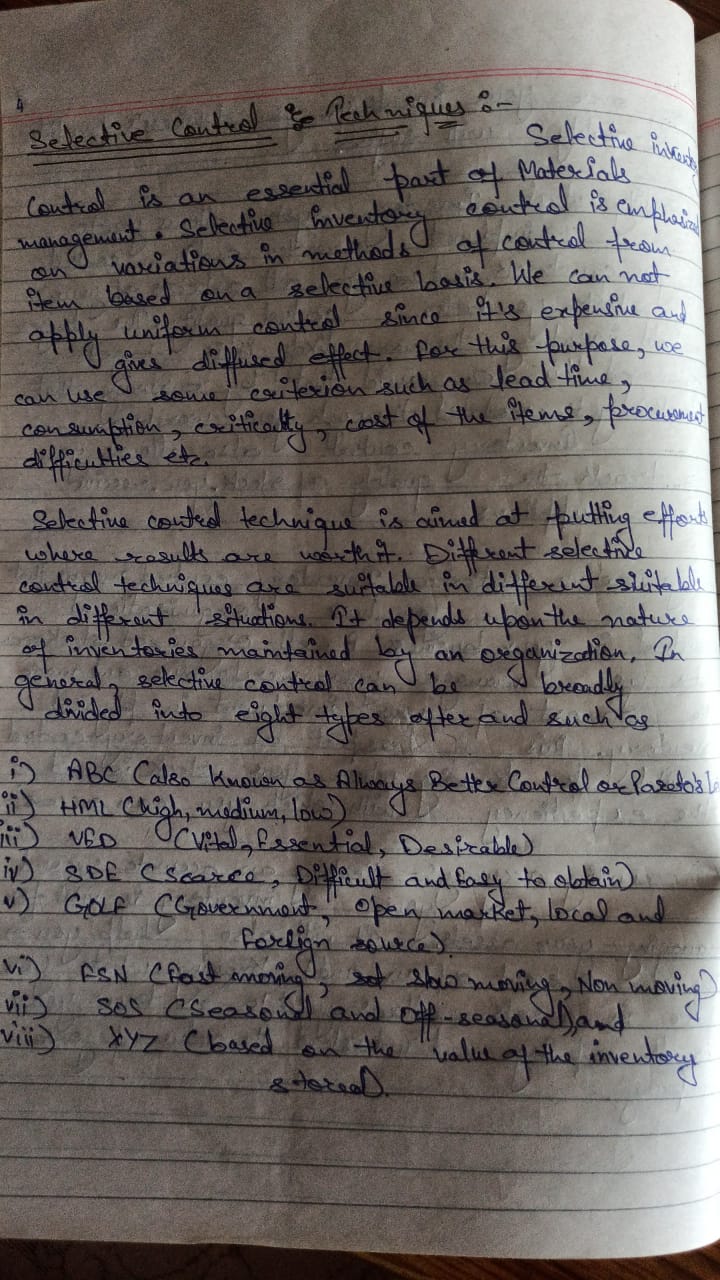 4
Selective Control & Techniques :-
Selective
Control is an essential part of Materials
management. Selective inventory control is
on variations in methods of control from
item based on a selective basis. We can not
apply uniform control since it's expensive and
gives diffused effect. For this purpose, we
can use some criterion such as lead time,
consumption, criticalty, cost of the items, procurement
difficulties etc.
Selective control technique is aimed at putting efforts
where results are worth it. Different selective
control techniques are suitable in different suitable
in different situations. It depends upon the nature
of inventories maintained by an organization. In
general, selective control can be broadly
divided into eight types after and such as
i) ABC (also known as Always Better Control or Pareto's
ii) HML (high, medium, low)
iii) VED (Vital, Essential, Desirable)
iv) SDE (Scarce, Difficult and Easy to obtain)
v) GOLF (Government, Open market, local and
foreign source).
vi) FSN (Fast moving, slow moving, Non moving)
vii) SOS (Seasonal and Off-seasonal), and
viii) XYZ (based on the value of the inventory
stored).